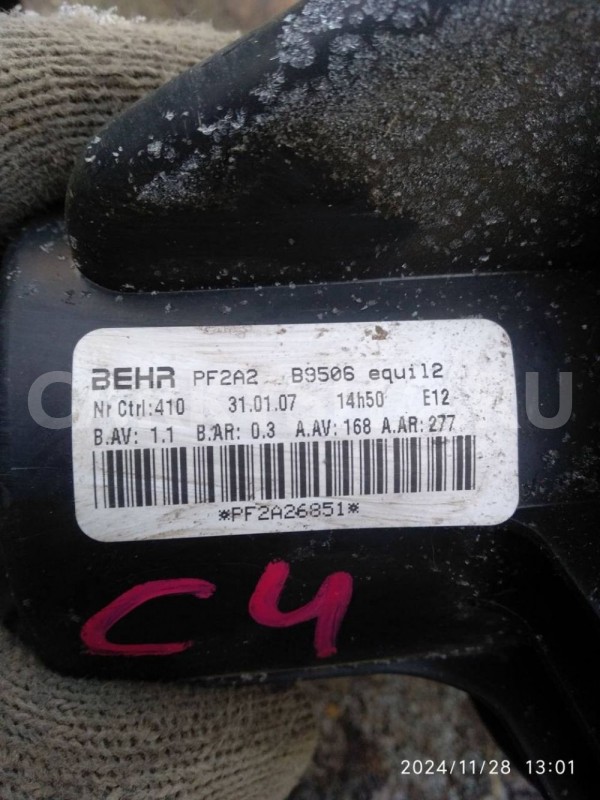 BEHR PF2A2 B9506 equil2
Nr Ctrl:410 31.01.07 14h50 E12
B.AV: 1.1 B.AR: 0.3 A.AV: 168 A.AR: 277
*PF2A26851*
C4
2024/11/28 13:01